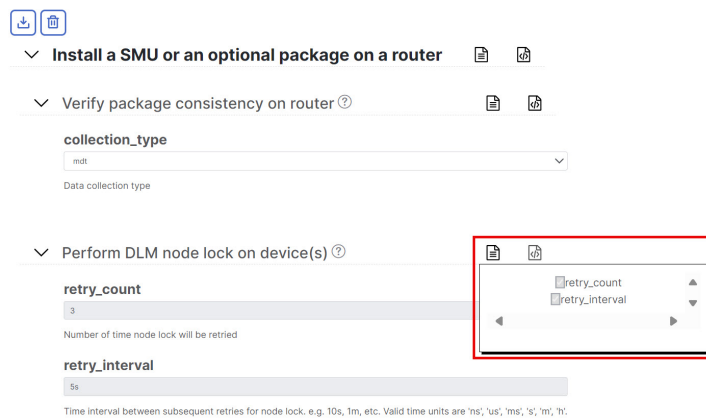 Install a SMU or an optional package on a router
Verify package consistency on router
collection_type
mdt
Data collection type
Perform DLM node lock on device(s)
retry_count
retry_interval
retry_count
3
Number of time node lock will be retried
retry_interval
5s
Time interval between subsequent retries for node lock. e.g. 10s, 1m, etc. Valid time units are 'ns', 'us', 'ms', 's', 'm', 'h'.